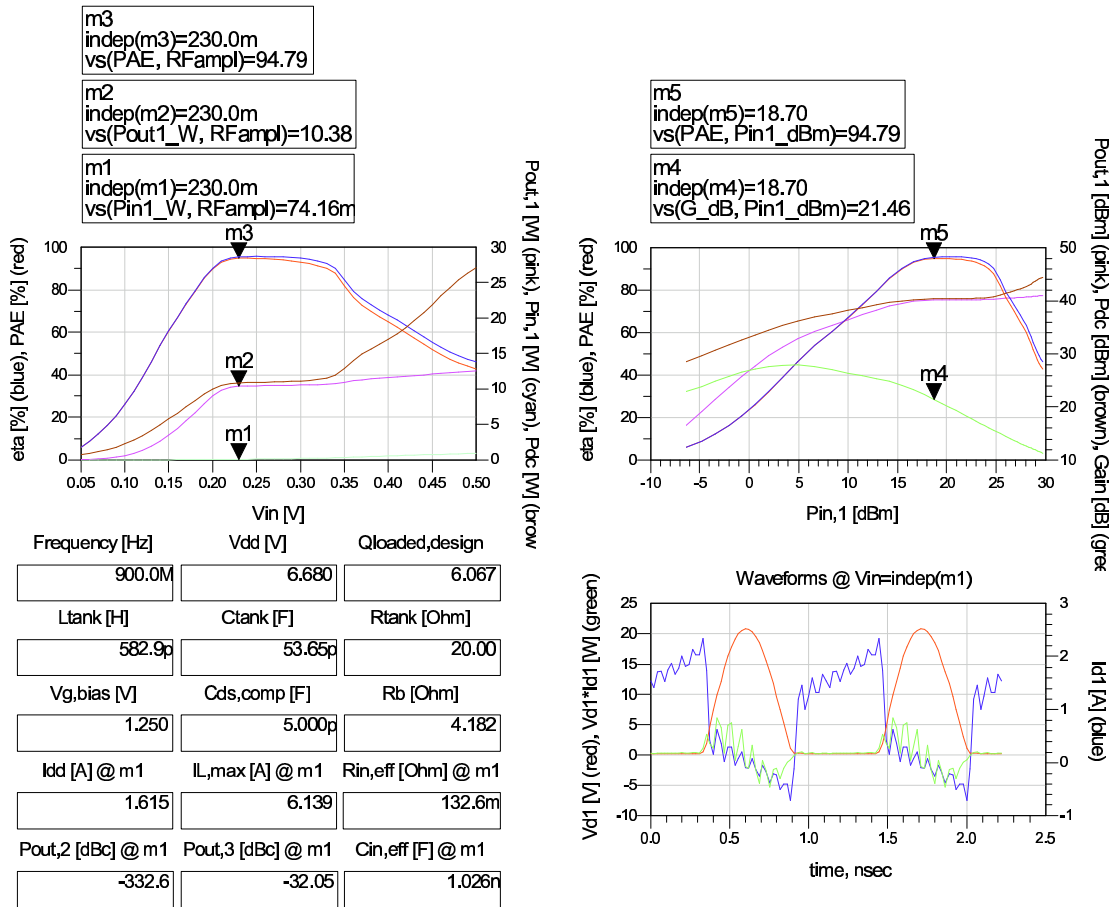 m3
indep(m3)=230.0m
vs(PAE, RFampl)=94.79
m2
indep(m2)=230.0m
vs(Pout1_W, RFampl)=10.38
m1
indep(m1)=230.0m
vs(Pin1_W, RFampl)=74.16m
m3
m2
m1
100
80
60
40
20
0
30
25
20
15
10
5
0
0.05
0.10
0.15
0.20
0.25
0.30
0.35
0.40
0.45
0.50
Vin [V]
eta [%] (blue), PAE [%] (red)
Pout,1 [W] (pink), Pin,1 [W] (cyan), Pdc [W] (brow
m5
indep(m5)=18.70
vs(PAE, Pin1_dBm)=94.79
m4
indep(m4)=18.70
vs(G_dB, Pin1_dBm)=21.46
m5
m4
100
80
60
40
20
0
50
40
30
20
10
-10
-5
0
5
10
15
20
25
30
Pin,1 [dBm]
eta [%] (blue), PAE [%] (red)
Pout,1 [dBm] (pink), Pdc [dBm] (brown), Gain [dB] (gree
Frequency [Hz] Vdd [V] Qloaded,design
900.0M 6.680 6.067
Ltank [H] Ctank [F] Rtank [Ohm]
582.9p 53.65p 20.00
Vg,bias [V] Cds,comp [F] Rb [Ohm]
1.250 5.000p 4.182
Idd [A] @ m1 IL,max [A] @ m1 Rin,eff [Ohm] @ m1
1.615 6.139 132.6m
Pout,2 [dBc] @ m1 Pout,3 [dBc] @ m1 Cin,eff [F] @ m1
-332.6 -32.05 1.026n
Waveforms @ Vin=indep(m1)
25
20
15
10
5
0
-5
-10
3
2
1
0
-1
0.0
0.5
1.0
1.5
2.0
2.5
time, nsec
Vd1 [V] (red), Vd1*Id1 [W] (green)
Id1 [A] (blue)